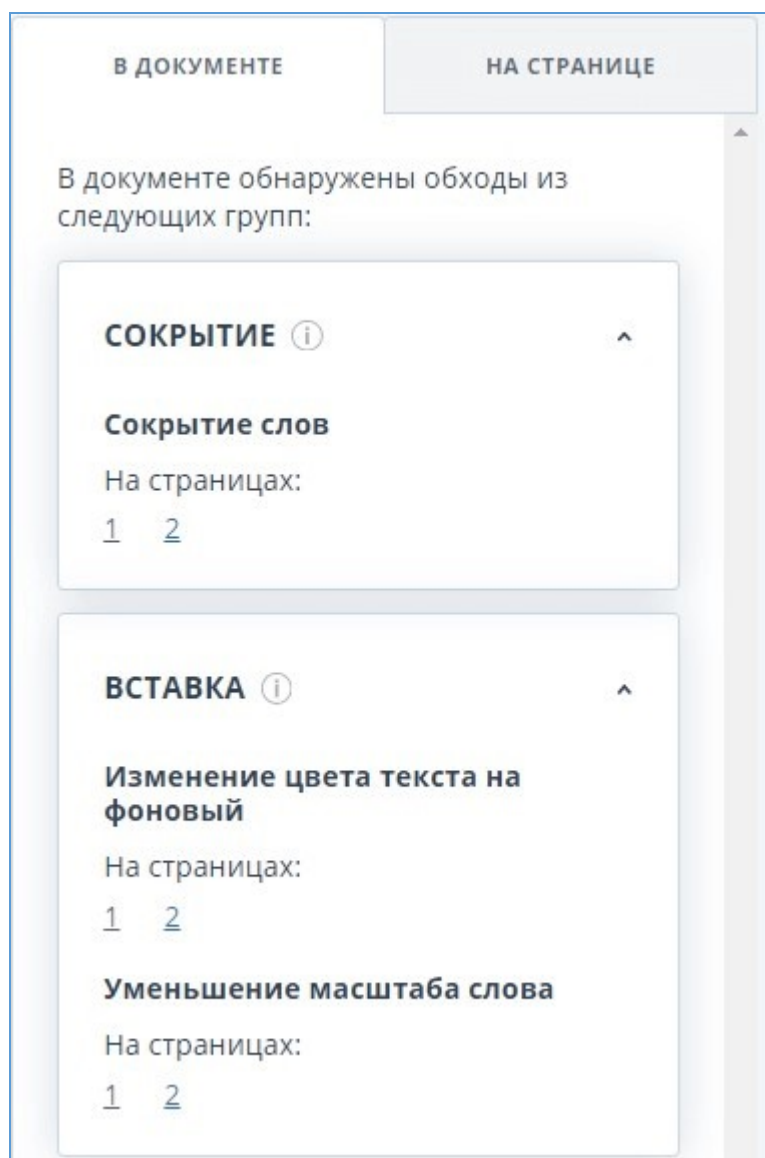 В ДОКУМЕНТЕ НА СТРАНИЦЕ
В документе обнаружены обходы из
следующих групп:
СОКРЫТИЕ
Сокрытие слов
На страницах:
1 2
ВСТАВКА
Изменение цвета текста на
фоновый
На страницах:
1 2
Уменьшение масштаба слова
На страницах:
1 2